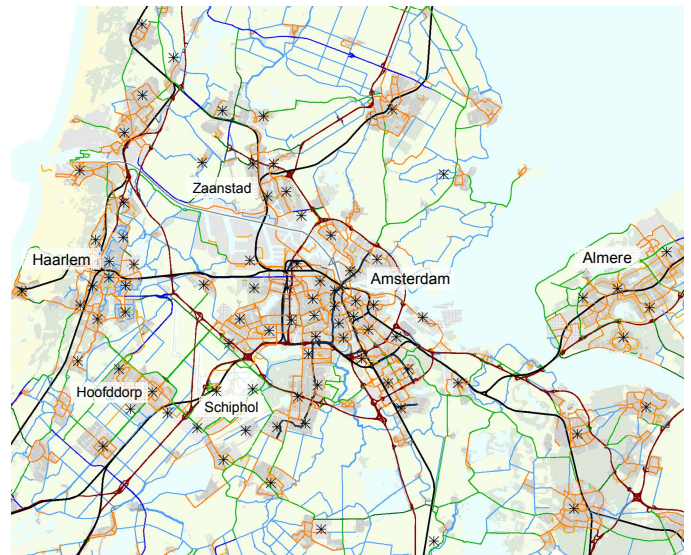 Zaanstad
Haarlem
Almere
Amsterdam
Hoofddorp
Schiphol